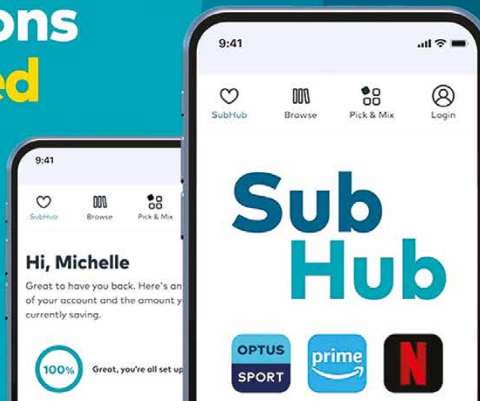 ons
ed
9:41
SubHub
Browse
Pick & Mix
Login
Sub
Hub
OPTUS
SPORT
prime
N
9:41
SubHub
Browse
Pick & Mix
Hi, Michelle
Great to have you back. Here's an
of your account and the amount y
currently saving.
100%
Great, you're all set up